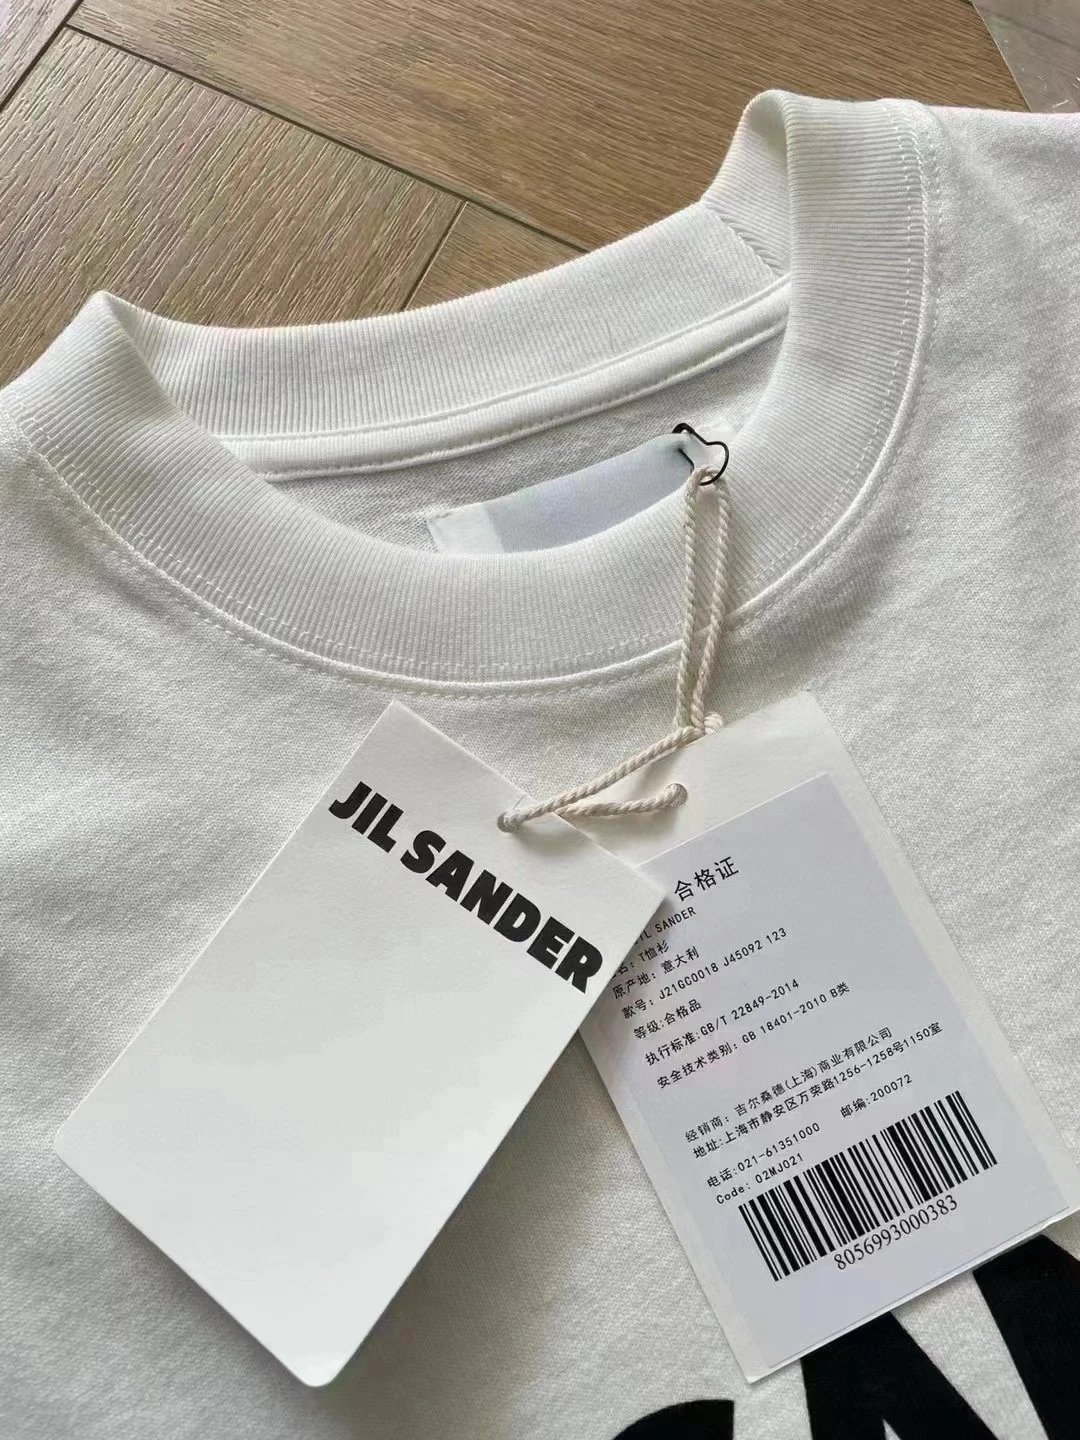 JIL SANDER
合格证
JIL SANDER
名: T恤衫
原产地: 意大利
款号: J21GC0018 J45092 123
等级:合格品
执行标准:GB/T 22849-2014
安全技术类别: GB 18401-2010 B类
经销商: 吉尔桑德(上海)商业有限公司
地址:上海市静安区万荣路1256-1258号1150室
电话:021-61351000 邮编:200072
Code: 02MJ021
8056993000383